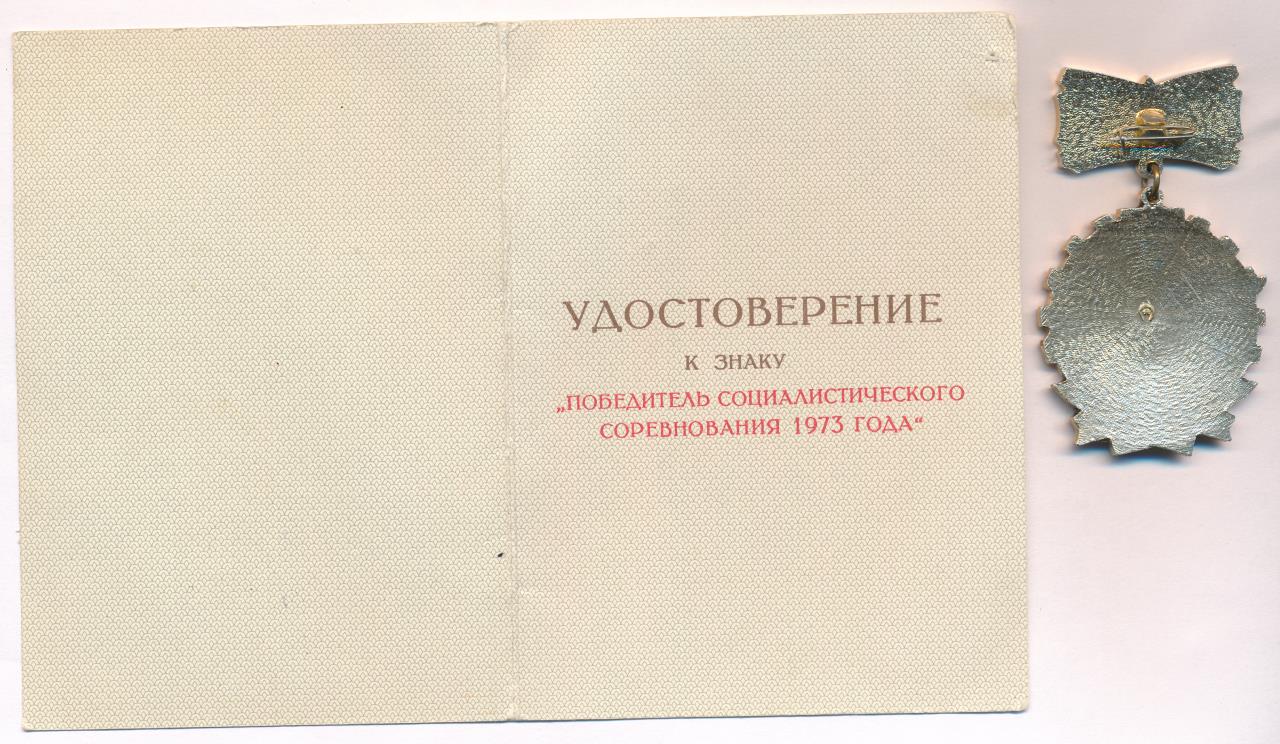 УДОСТОВЕРЕНИЕ
К ЗНАКУ
„ПОБЕДИТЕЛЬ СОЦИАЛИСТИЧЕСКОГО
СОРЕВНОВАНИЯ 1973 ГОДА“